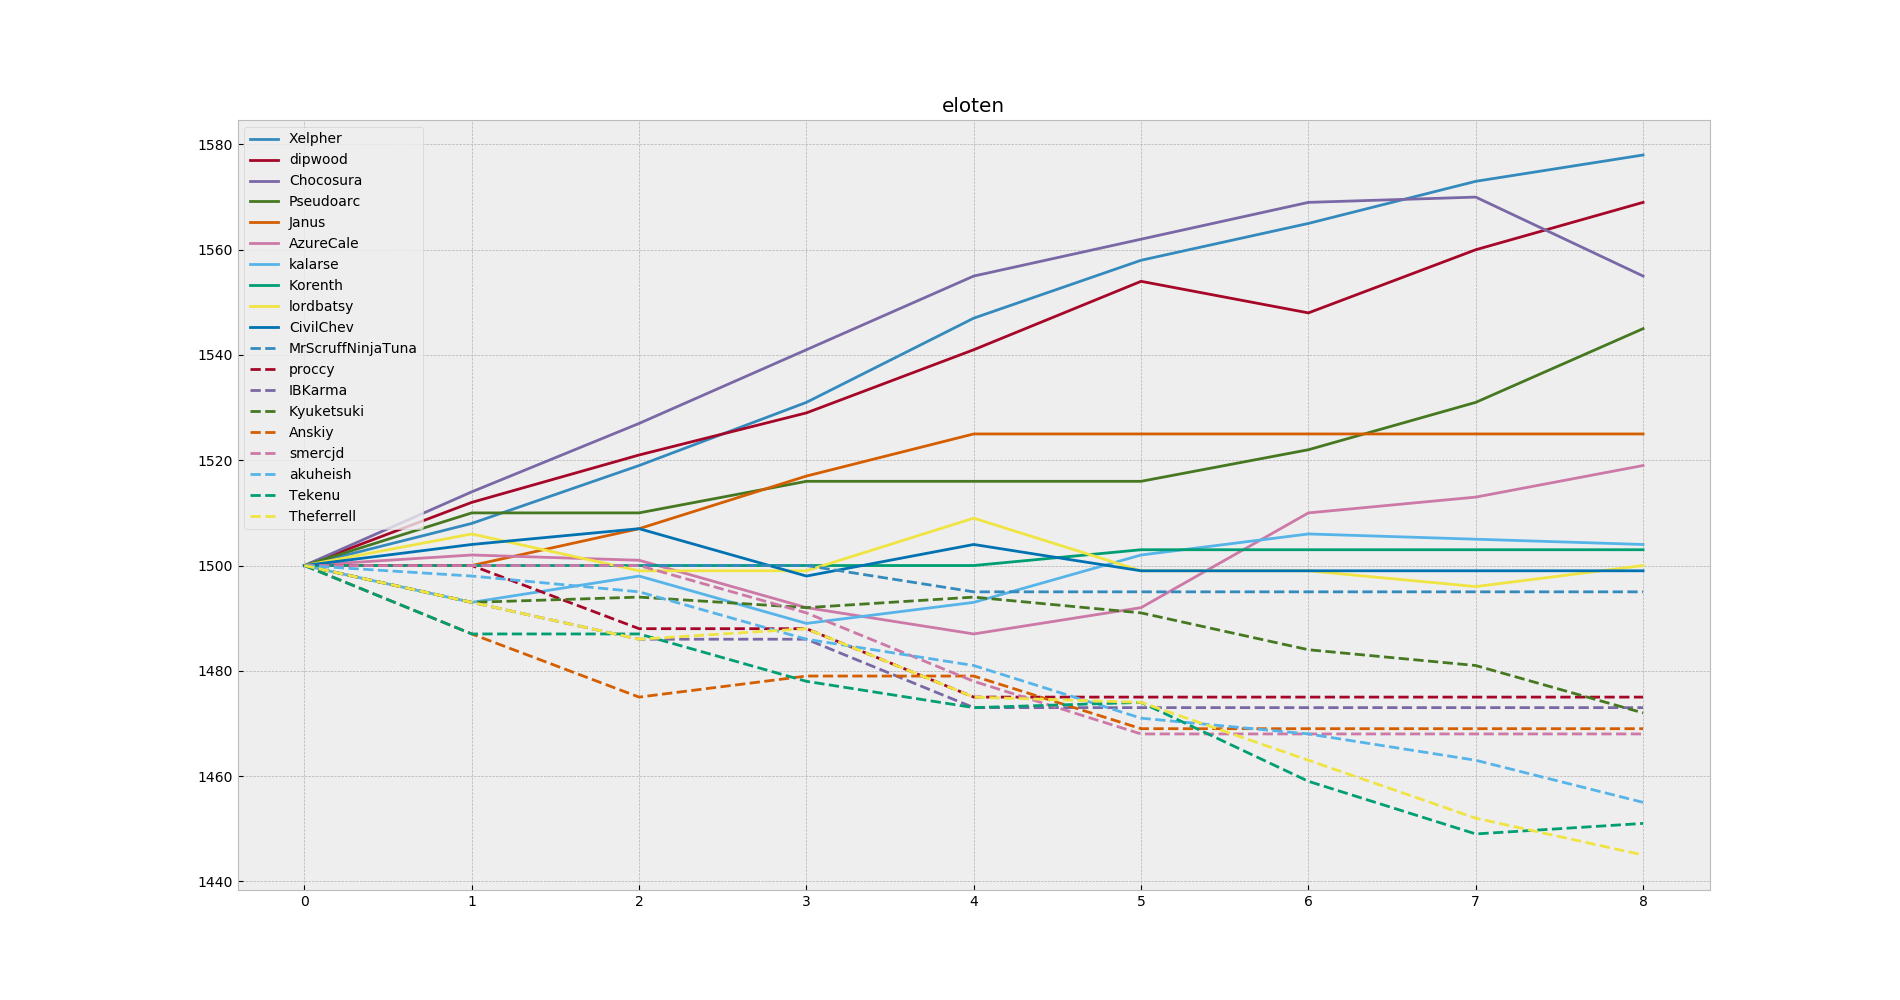 eloten
Xelpher
dipwood
Chocosura
Pseudoarc
Janus
AzureCale
kalarse
Korenth
lordbatsy
CivilChev
MrScruffNinjaTuna
proccy
IBKarma
Kyuketsuki
Anskiy
smercjd
akuheish
Tekenu
Theferrell
1580
1560
1540
1520
1500
1480
1460
1440
0 1 2 3 4 5 6 7 8